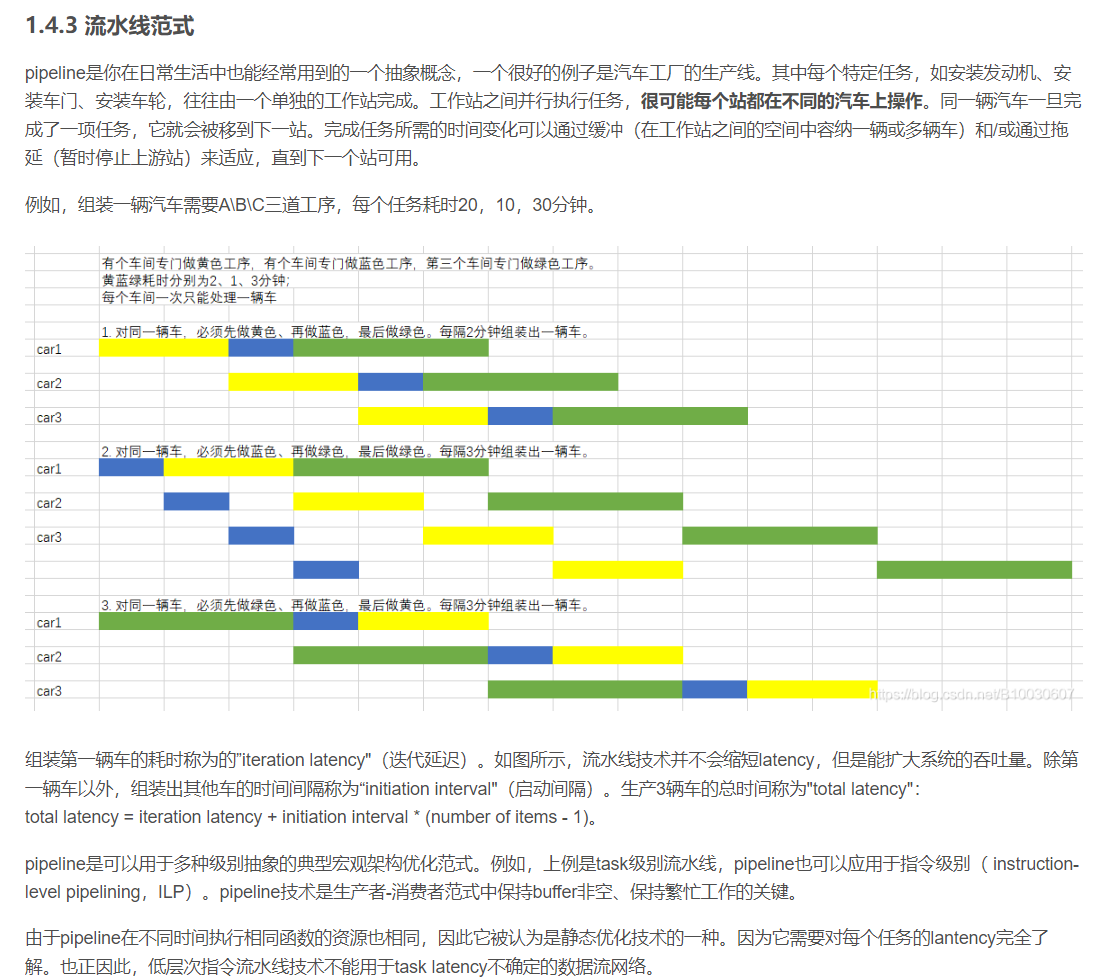 1.4.3 流水线范式
pipeline是你在日常生活中也能经常用到的一个抽象概念，一个很好的例子是汽车工厂的生产线。其中每个特定任务，如安装发动机、安
装车门、安装车轮，往往由一个单独的工作站完成。工作站之间并行执行任务，很可能每个站都在不同的汽车上操作。同一辆汽车一旦完
成了一项任务，它就会被移到下一站。完成任务所需的时间变化可以通过缓冲（在工作站之间的空间中容纳一辆或多辆车）和/或通过拖
延（暂时停止上游站）来适应，直到下一个站可用。
例如，组装一辆汽车需要A\B\C三道工序，每个任务耗时20，10，30分钟。
有个车间专门做黄色工序，有个车间专门做蓝色工序，第三个车间专门做绿色工序。
黄蓝绿耗时分别为2、1、3分钟；
每个车间一次只能处理一辆车
1. 对同一辆车，必须先做黄色、再做蓝色，最后做绿色。每隔2分钟组装出一辆车。
car1
car2
car3
2. 对同一辆车，必须先做蓝色、再做绿色，最后做绿色。每隔3分钟组装出一辆车。
car1
car2
car3
3. 对同一辆车，必须先做绿色、再做蓝色，最后做黄色。每隔3分钟组装出一辆车。
car1
car2
car3
https://blog.csdn.net/B10030607
组装第一辆车的耗时称为的”iteration latency"（迭代延迟）。如图所示，流水线技术并不会缩短latency，但是能扩大系统的吞吐量。除第
一辆车以外，组装出其他车的时间间隔称为“initiation interval"（启动间隔）。生产3辆车的总时间称为"total latency"：
total latency = iteration latency + initiation interval * (number of items - 1)。
pipeline是可以用于多种级别抽象的典型宏观架构优化范式。例如，上例是task级别流水线，pipeline也可以应用于指令级别（ instruction-
level pipelining，ILP）。pipeline技术是生产者-消费者范式中保持buffer非空、保持繁忙工作的关键。
由于pipeline在不同时间执行相同函数的资源也相同，因此它被认为是静态优化技术的一种。因为它需要对每个任务的lantency完全了
解。也正因此，低层次指令流水线技术不能用于task latency不确定的数据流网络。